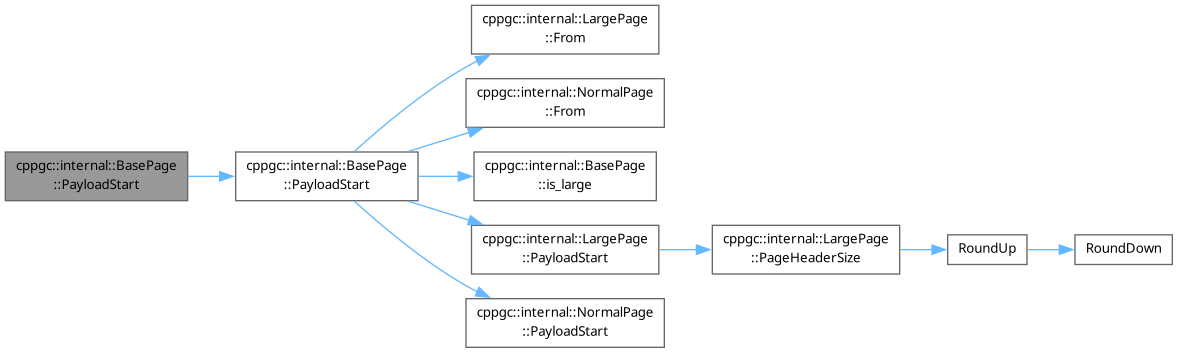 cppgc::internal::BasePage
::PayloadStart
cppgc::internal::BasePage
::PayloadStart
cppgc::internal::LargePage
::From
cppgc::internal::NormalPage
::From
cppgc::internal::BasePage
::is_large
cppgc::internal::LargePage
::PayloadStart
cppgc::internal::NormalPage
::PayloadStart
cppgc::internal::LargePage
::PageHeaderSize
RoundUp
RoundDown